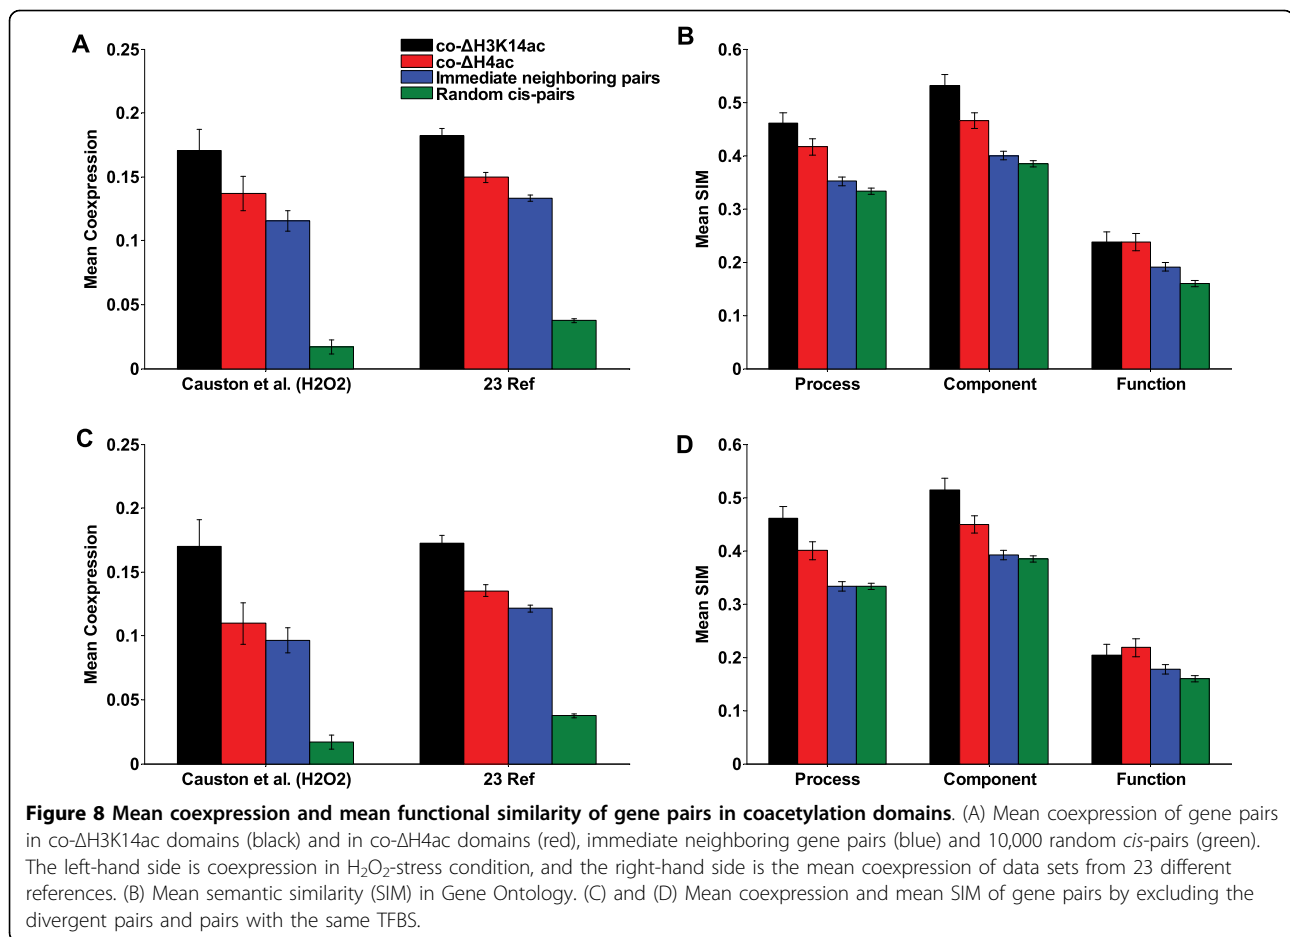 A
0.25
0.2
0.15
0.1
0.05
0
Mean Coexpression
co-ΔH3K14ac
co-ΔH4ac
Immediate neighboring pairs
Random cis-pairs
Causton et al. (H2O2)
23 Ref
B
0.6
0.5
0.4
0.3
0.2
0.1
0
Mean SIM
Process
Component
Function
C
0.25
0.2
0.15
0.1
0.05
0
Mean Coexpression
Causton et al. (H2O2)
23 Ref
D
0.6
0.5
0.4
0.3
0.2
0.1
0
Mean SIM
Process
Component
Function
Figure 8 Mean coexpression and mean functional similarity of gene pairs in coacetylation domains. (A) Mean coexpression of gene pairs
in co-ΔH3K14ac domains (black) and in co-ΔH4ac domains (red), immediate neighboring gene pairs (blue) and 10,000 random cis-pairs (green).
The left-hand side is coexpression in H₂O₂-stress condition, and the right-hand side is the mean coexpression of data sets from 23 different
references. (B) Mean semantic similarity (SIM) in Gene Ontology. (C) and (D) Mean coexpression and mean SIM of gene pairs by excluding the
divergent pairs and pairs with the same TFBS.